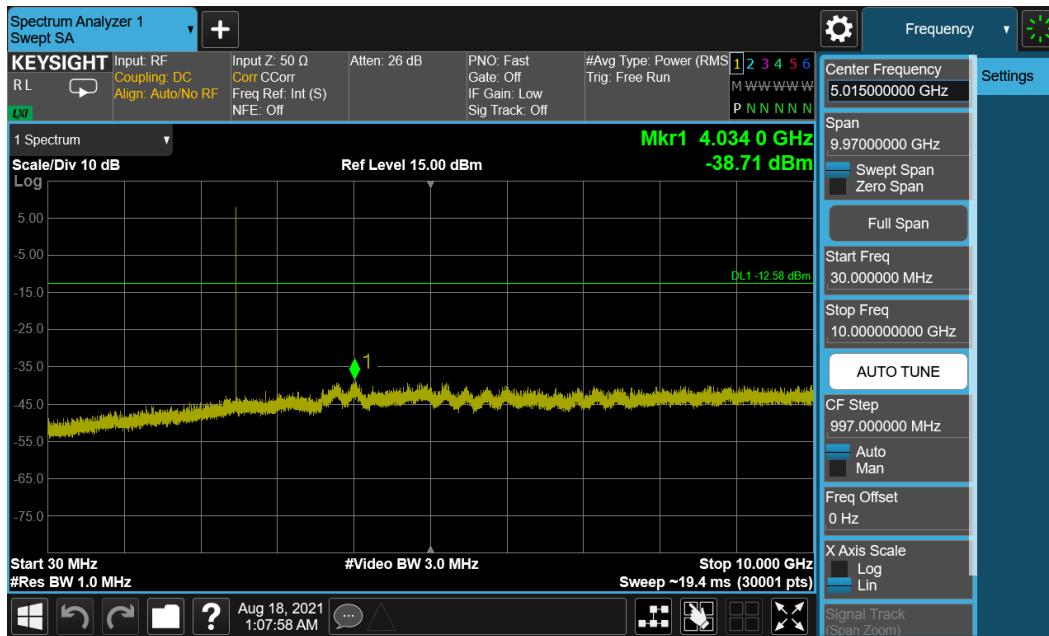 Spectrum Analyzer 1
Swept SA
Frequency
KEYSIGHT
R L
LXI
Input: RF
Coupling: DC
Align: Auto/No RF
Input Z: 50 Ω
Corr CCorr
Freq Ref: Int (S)
NFE: Off
Atten: 26 dB
PNO: Fast
Gate: Off
IF Gain: Low
Sig Track: Off
#Avg Type: Power (RMS
Trig: Free Run
1 2 3 4 5 6
M W W W W W
P N N N N N
1 Spectrum
Scale/Div 10 dB
Ref Level 15.00 dBm
Mkr1 4.034 0 GHz
-38.71 dBm
Log
5.00
-5.00
-15.0
-25.0
-35.0
-45.0
-55.0
-65.0
-75.0
DL1 -12.58 dBm
1
Start 30 MHz
#Video BW 3.0 MHz
Stop 10.000 GHz
#Res BW 1.0 MHz
Sweep ~19.4 ms (30001 pts)
Aug 18, 2021
1:07:58 AM
Center Frequency
5.015000000 GHz
Span
9.97000000 GHz
Swept Span
Zero Span
Full Span
Start Freq
30.000000 MHz
Stop Freq
10.000000000 GHz
AUTO TUNE
CF Step
997.000000 MHz
Auto
Man
Freq Offset
0 Hz
X Axis Scale
Log
Lin
Signal Track
(Span Zoom)
Settings